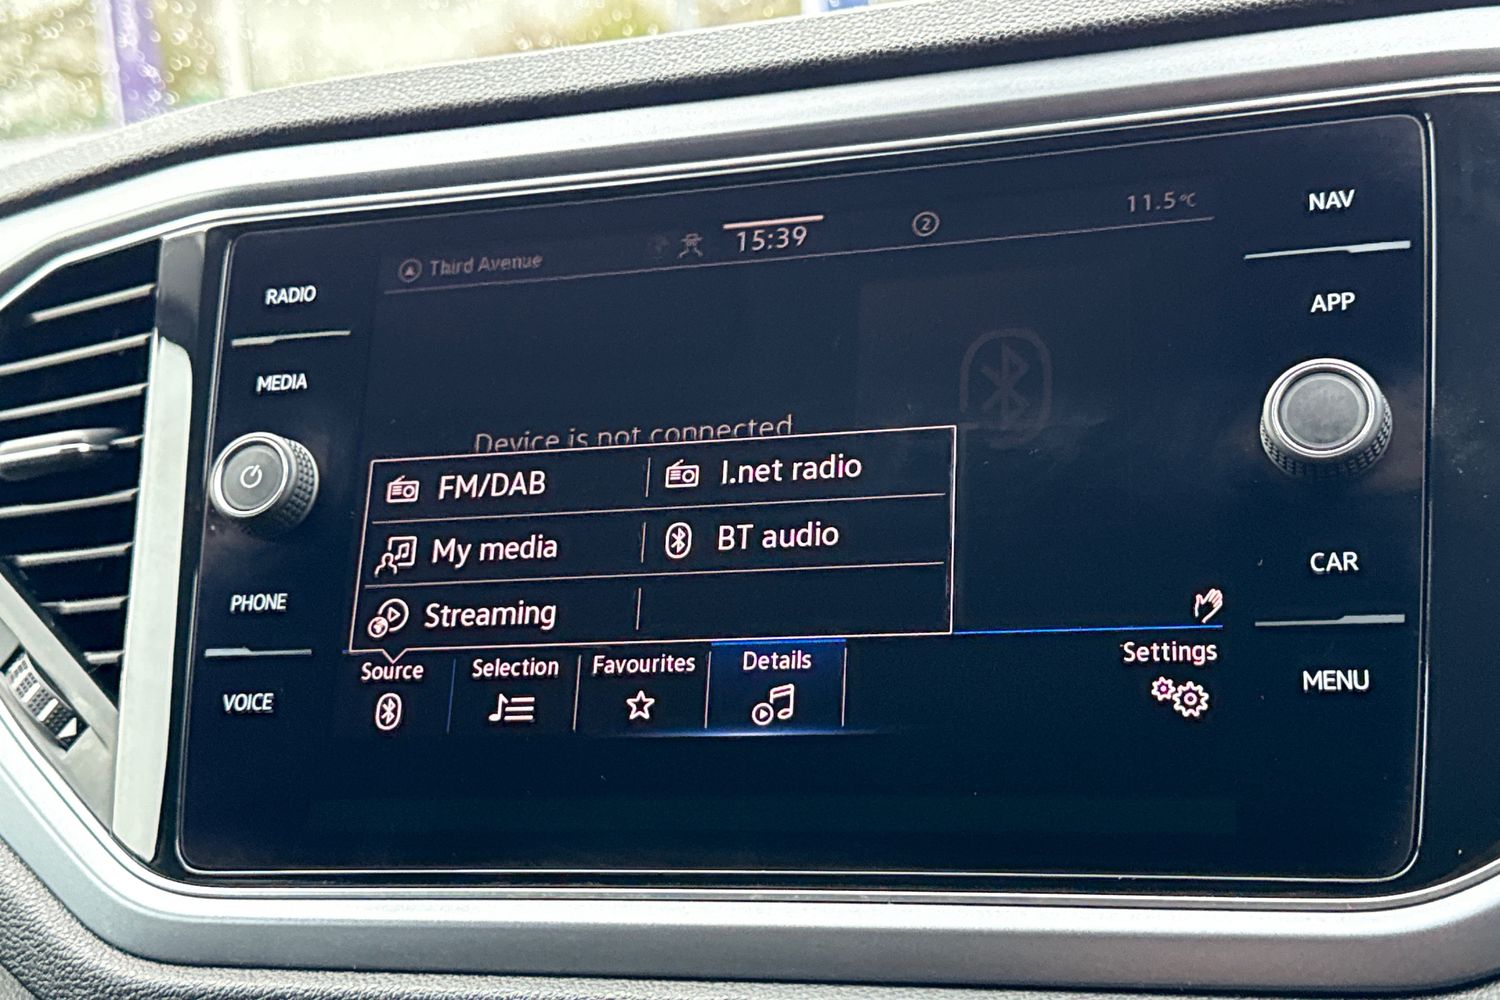 Third Avenue
15:39
2
11.5°C
NAV
RADIO
APP
MEDIA
Device is not connected
FM/DAB
I.net radio
My media
BT audio
Streaming
PHONE
CAR
VOICE
Source
Selection
Favourites
Details
Settings
MENU